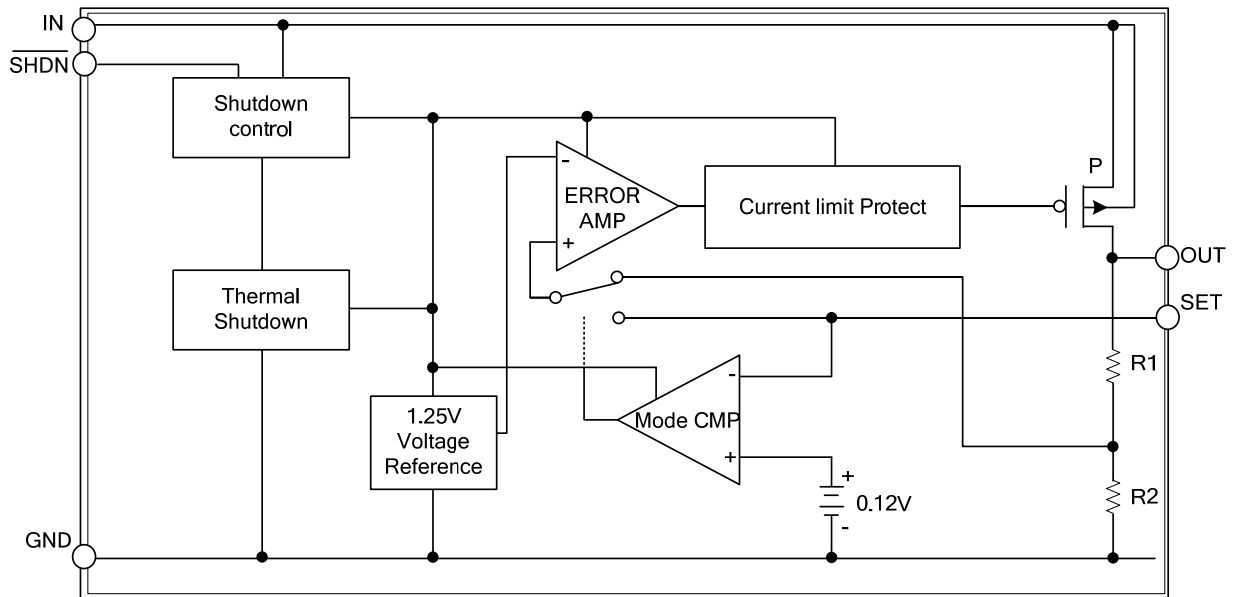 IN
SHDN
Shutdown
control
P
-
ERROR
AMP
+
Current limit Protect
OUT
SET
Thermal
Shutdown
R1
-
Mode CMP
+
1.25V
Voltage
Reference
+
0.12V
-
R2
GND